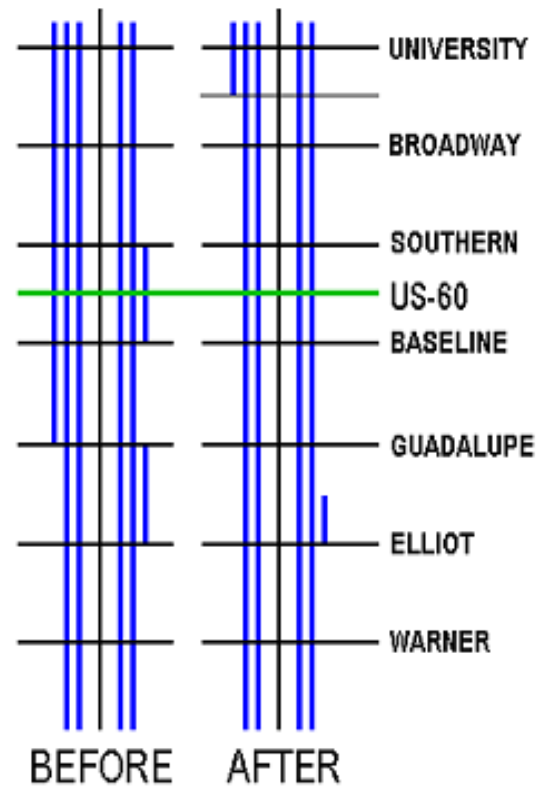 UNIVERSITY
BROADWAY
SOUTHERN
US-60
BASELINE
GUADALUPE
ELLIOT
WARNER
BEFORE AFTER